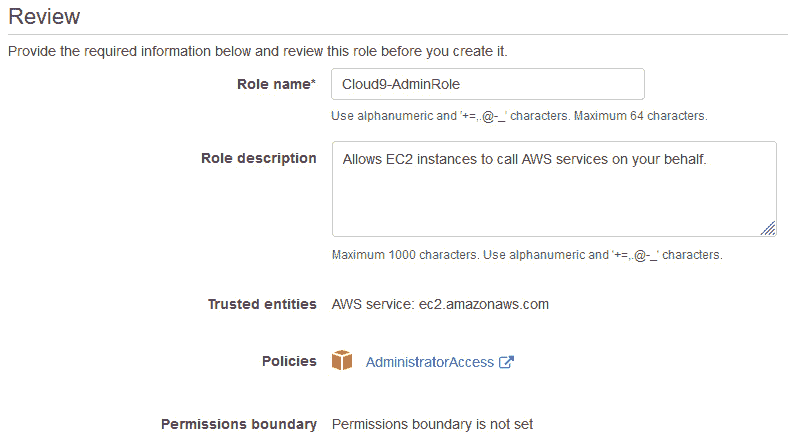 Review
Provide the required information below and review this role before you create it.
Role name* Cloud9-AdminRole
Use alphanumeric and '+=,.@-_' characters. Maximum 64 characters.
Role description Allows EC2 instances to call AWS services on your behalf.
Maximum 1000 characters. Use alphanumeric and '+=,.@-_' characters.
Trusted entities AWS service: ec2.amazonaws.com
Policies AdministratorAccess
Permissions boundary Permissions boundary is not set